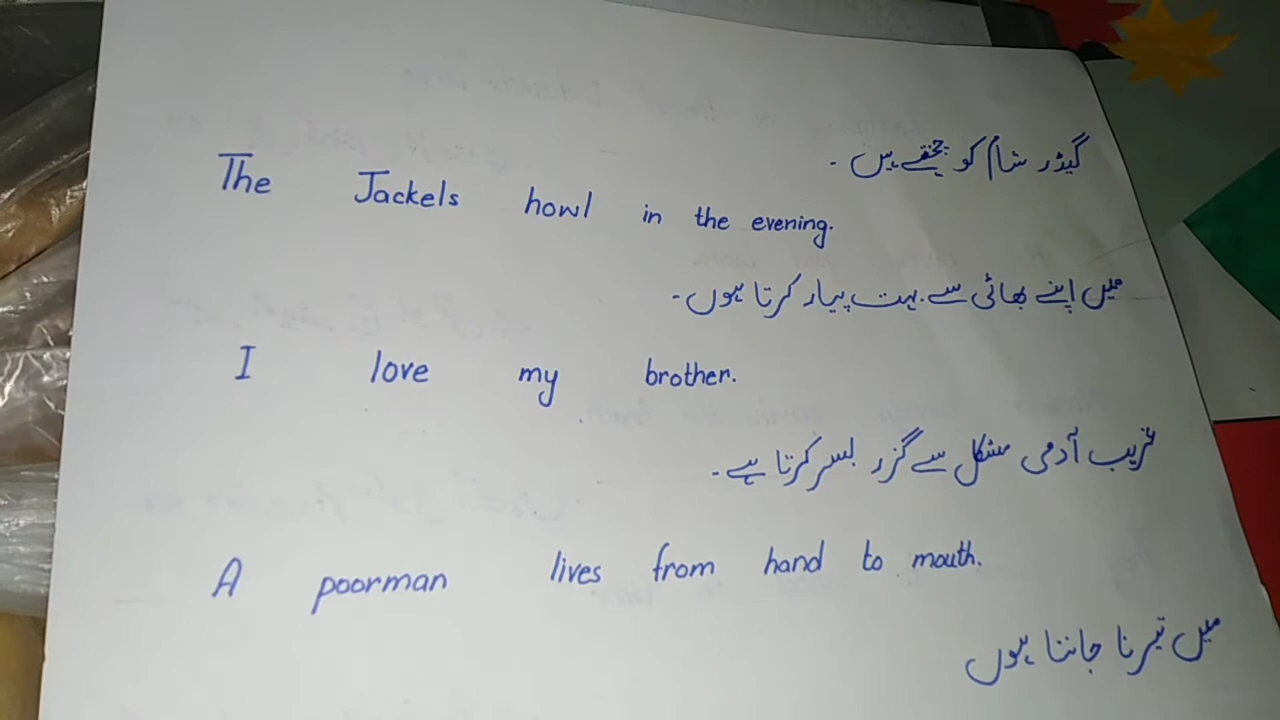 گیڈر شام کو چیختے ہیں ۔
The Jackels howl in the evening.
میں اپنے بھائی سے بہت پیار کرتا ہوں۔
I love my brother.
غریب آدمی مشکل سے گزر بسر کرتا ہے۔
A poorman lives from hand to mouth.
میں تیرنا جانتا ہوں